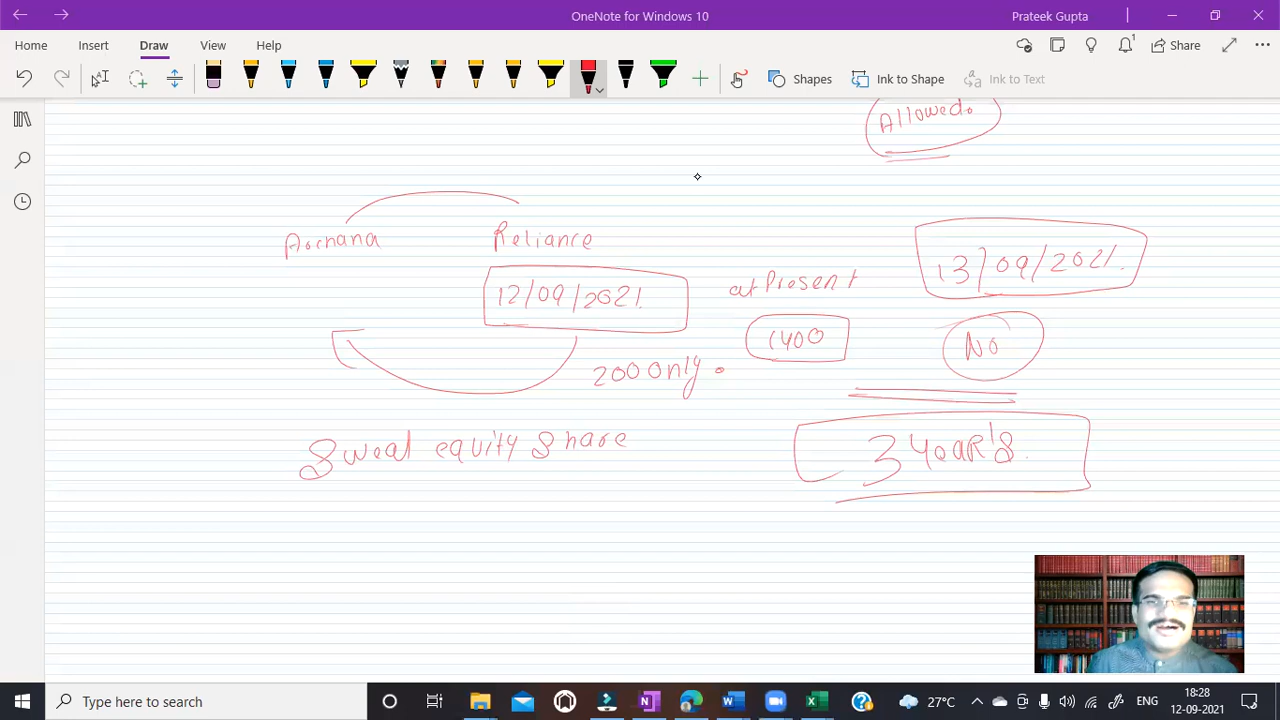 OneNote for Windows 10
Prateek Gupta
Home
Insert
Draw
View
Help
Share
Shapes
Ink to Shape
Ink to Text
Allowed.
Archana
Reliance
13/09/2021.
12/09/2021.
at Present
1400
No
200 Only.
Sweat equity Share
3 YeaR'S.
Type here to search
27°C
ENG
18:28
12-09-2021